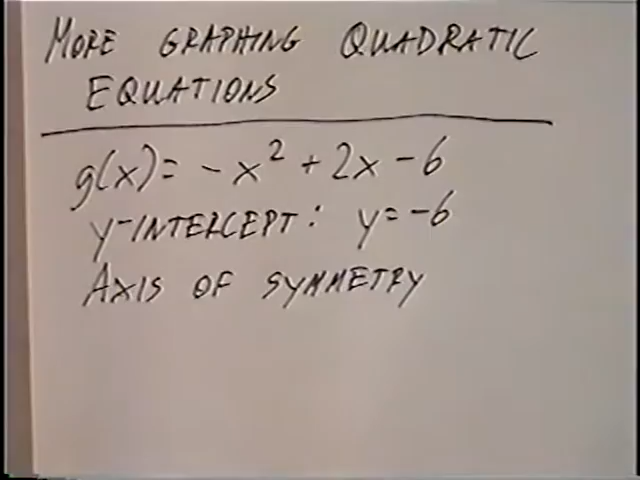 MORE GRAPHING QUADRATIC
EQUATIONS
g(x) = -x² + 2x - 6
y-INTERCEPT: y = -6
AXIS OF SYMMETRY